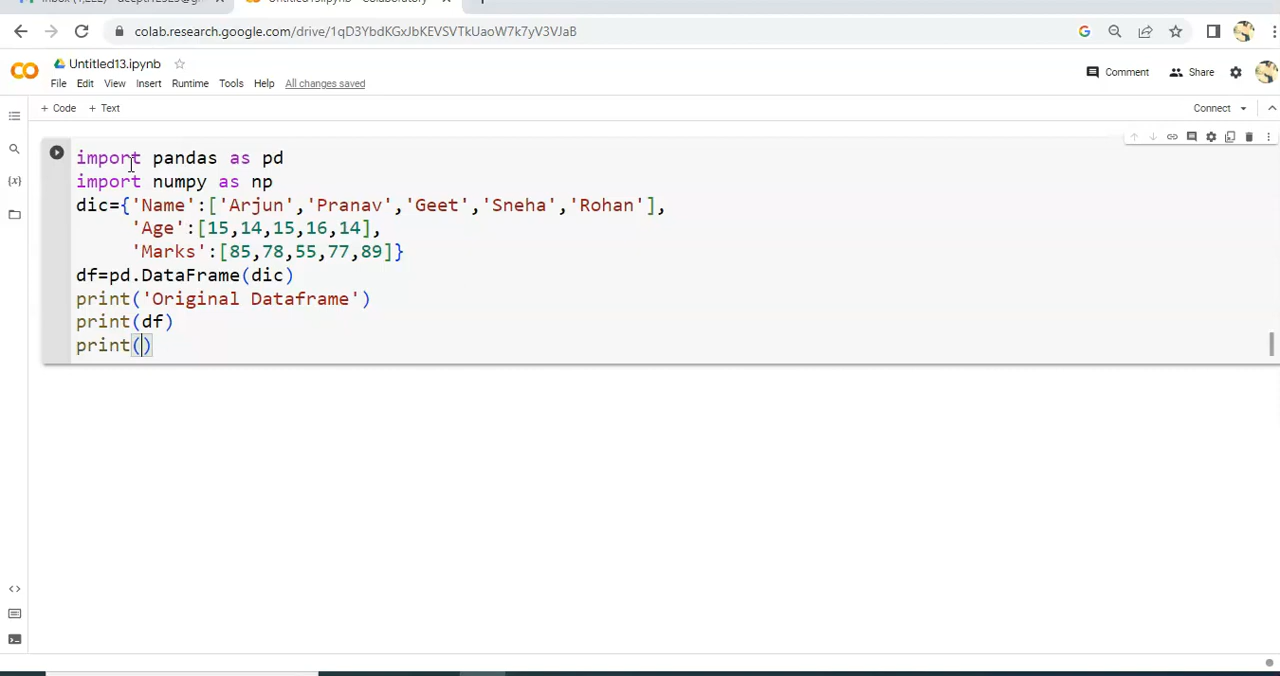 Untitled13.ipynb - Colaboratory
colab.research.google.com/drive/1qD3YbdKGxJbKEVSVTkUaoW7k7yV3VJaB
Untitled13.ipynb
File Edit View Insert Runtime Tools Help All changes saved
Comment Share
+ Code + Text
Connect
import pandas as pd
import numpy as np
dic={'Name':['Arjun','Pranav','Geet','Sneha','Rohan'],
'Age':[15,14,15,16,14],
'Marks':[85,78,55,77,89]}
df=pd.DataFrame(dic)
print('Original Dataframe')
print(df)
print()